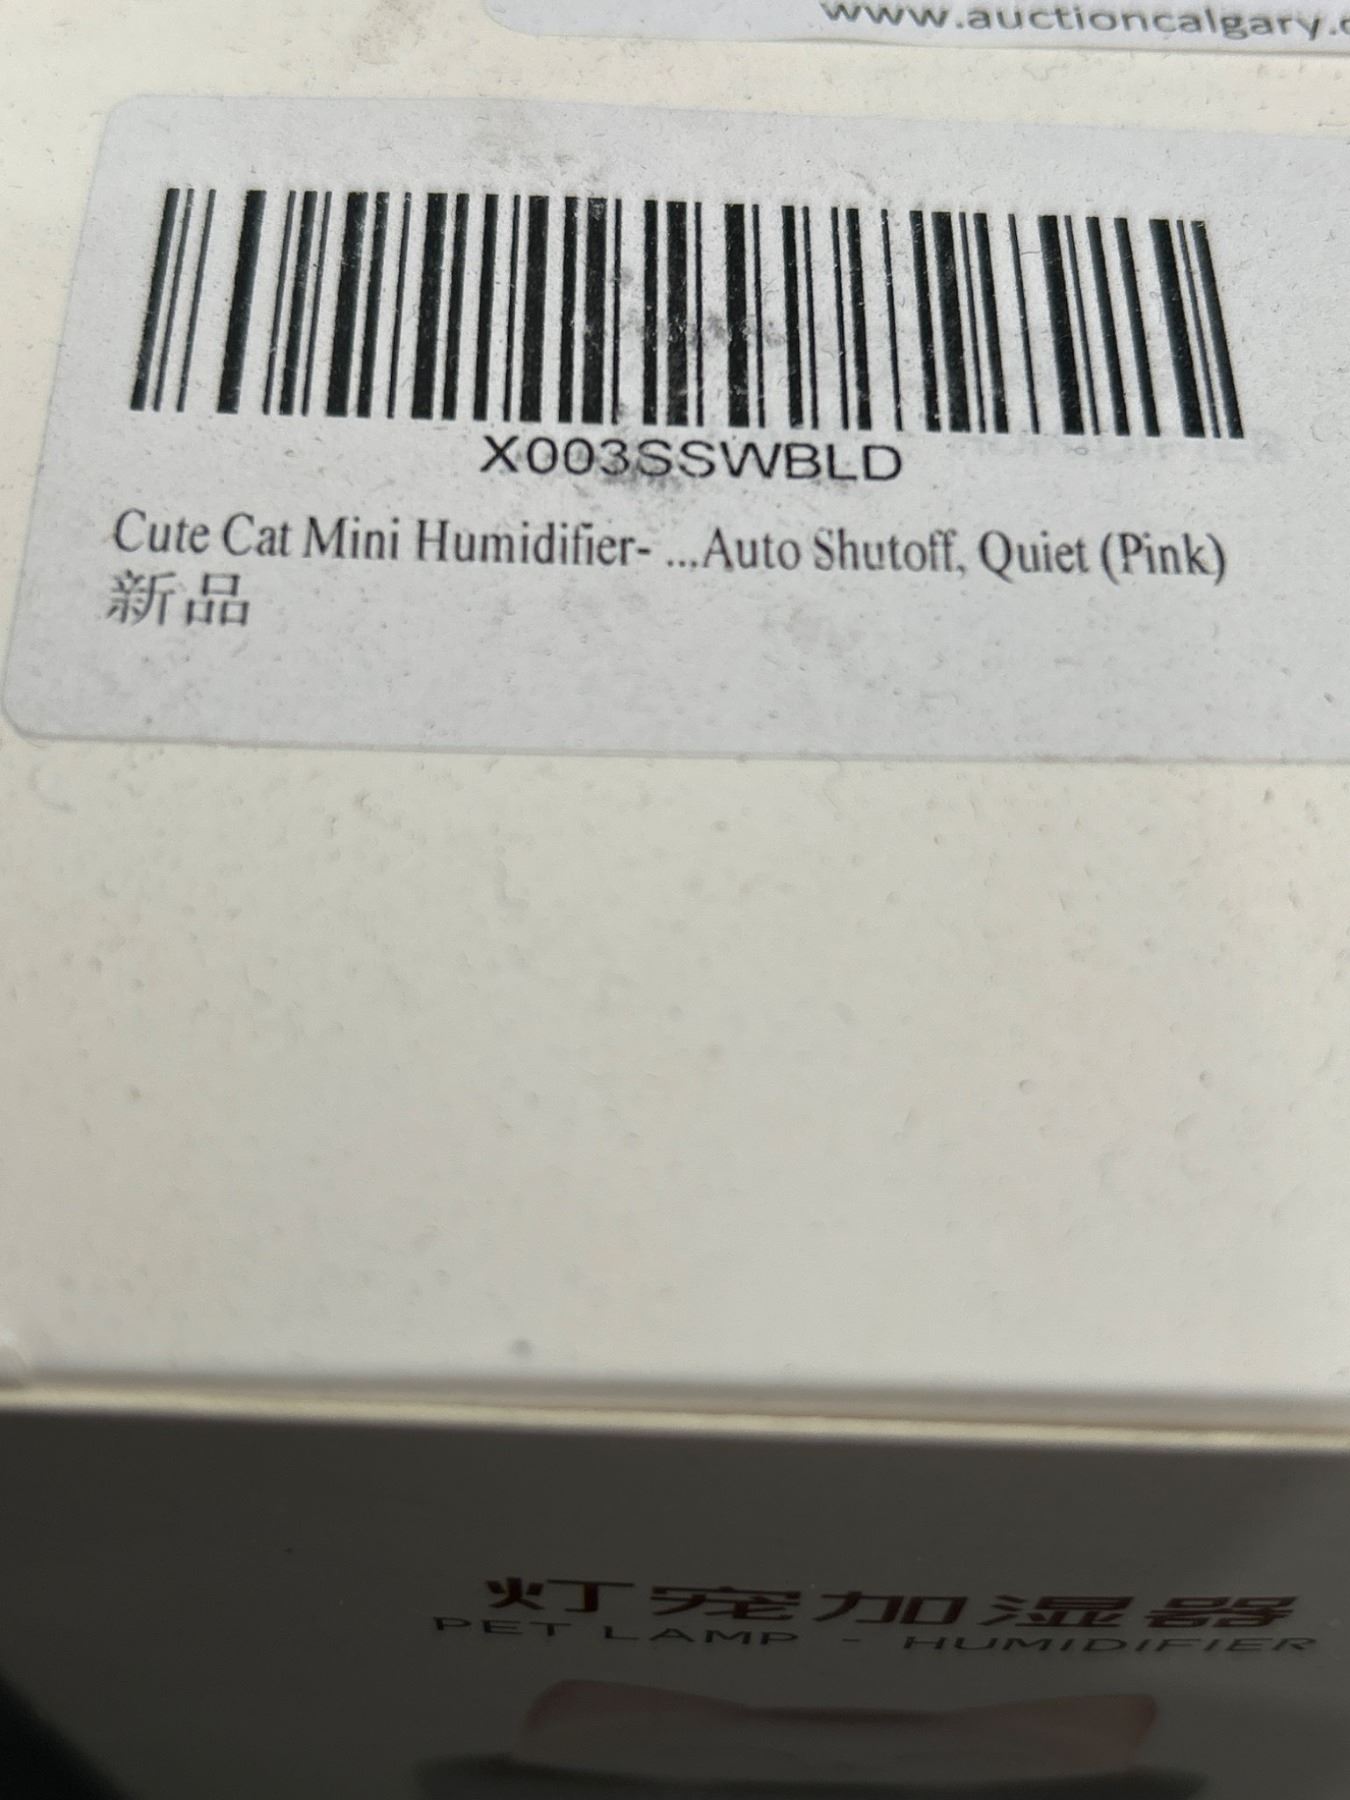 www.auctioncalgary.
X003SSWBLD
Cute Cat Mini Humidifier- ...Auto Shutoff, Quiet (Pink)
新品
灯宠加湿器
PET LAMP - HUMIDIFIER